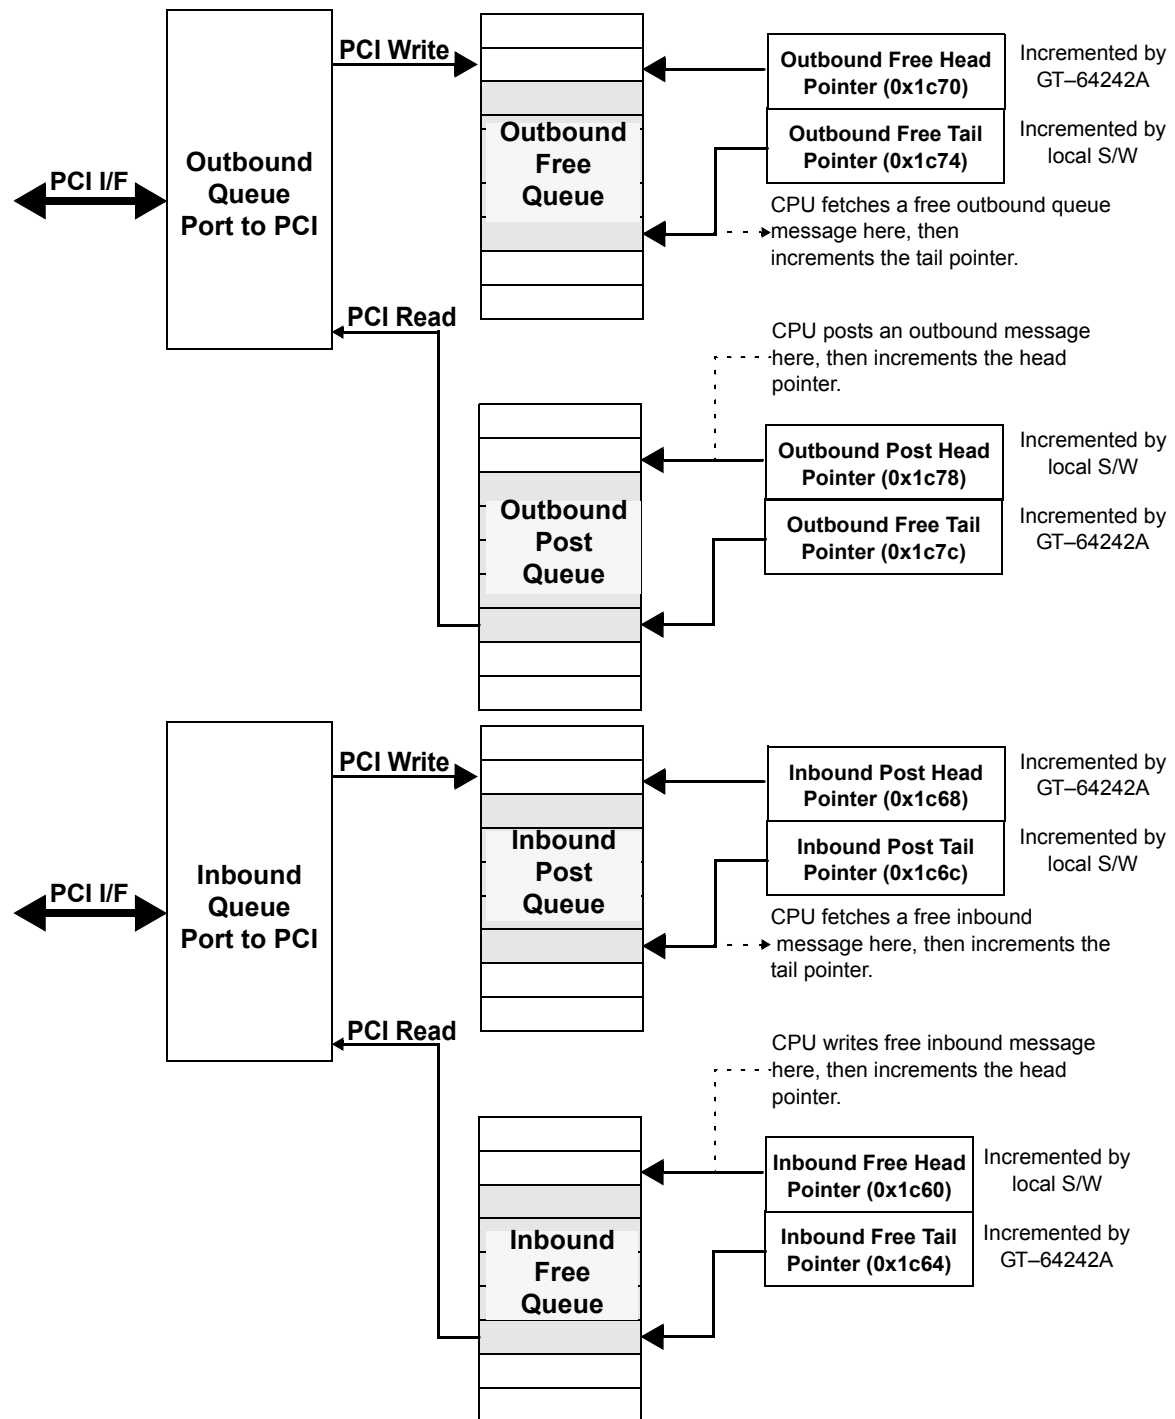 PCI Write
Outbound Free Head
Pointer (0x1c70)
Incremented by
GT–64242A
Outbound Free Tail
Pointer (0x1c74)
Incremented by
local S/W
PCI I/F
Outbound
Queue
Port to PCI
Outbound
Free
Queue
CPU fetches a free outbound queue
message here, then
increments the tail pointer.
PCI Read
CPU posts an outbound message
here, then increments the head
pointer.
Outbound Post Head
Pointer (0x1c78)
Incremented by
local S/W
Outbound
Post
Queue
Outbound Free Tail
Pointer (0x1c7c)
Incremented by
GT–64242A
PCI Write
Inbound Post Head
Pointer (0x1c68)
Incremented by
GT–64242A
Inbound Post Tail
Pointer (0x1c6c)
Incremented by
local S/W
PCI I/F
Inbound
Queue
Port to PCI
Inbound
Post
Queue
CPU fetches a free inbound
message here, then increments the
tail pointer.
PCI Read
CPU writes free inbound message
here, then increments the head
pointer.
Inbound Free Head
Pointer (0x1c60)
Incremented by
local S/W
Inbound
Free
Queue
Inbound Free Tail
Pointer (0x1c64)
Incremented by
GT–64242A